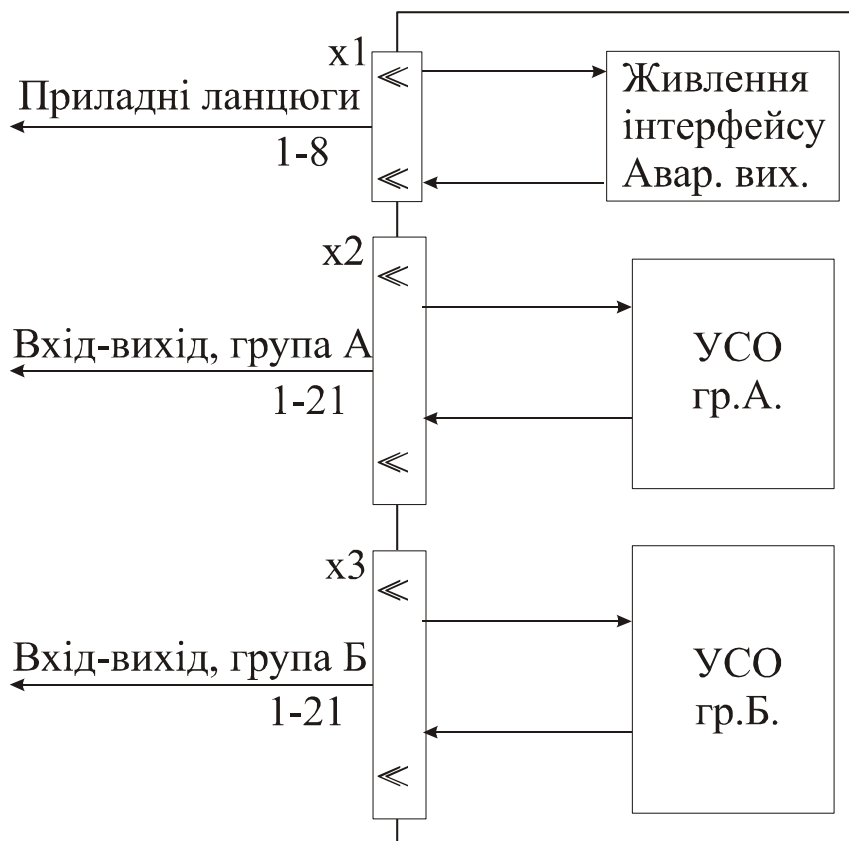 x1
Приладні ланцюги
1-8
Живлення
інтерфейсу
Авар. вих.
x2
Вхід-вихід, група А
1-21
УСО
гр.А.
x3
Вхід-вихід, група Б
1-21
УСО
гр.Б.